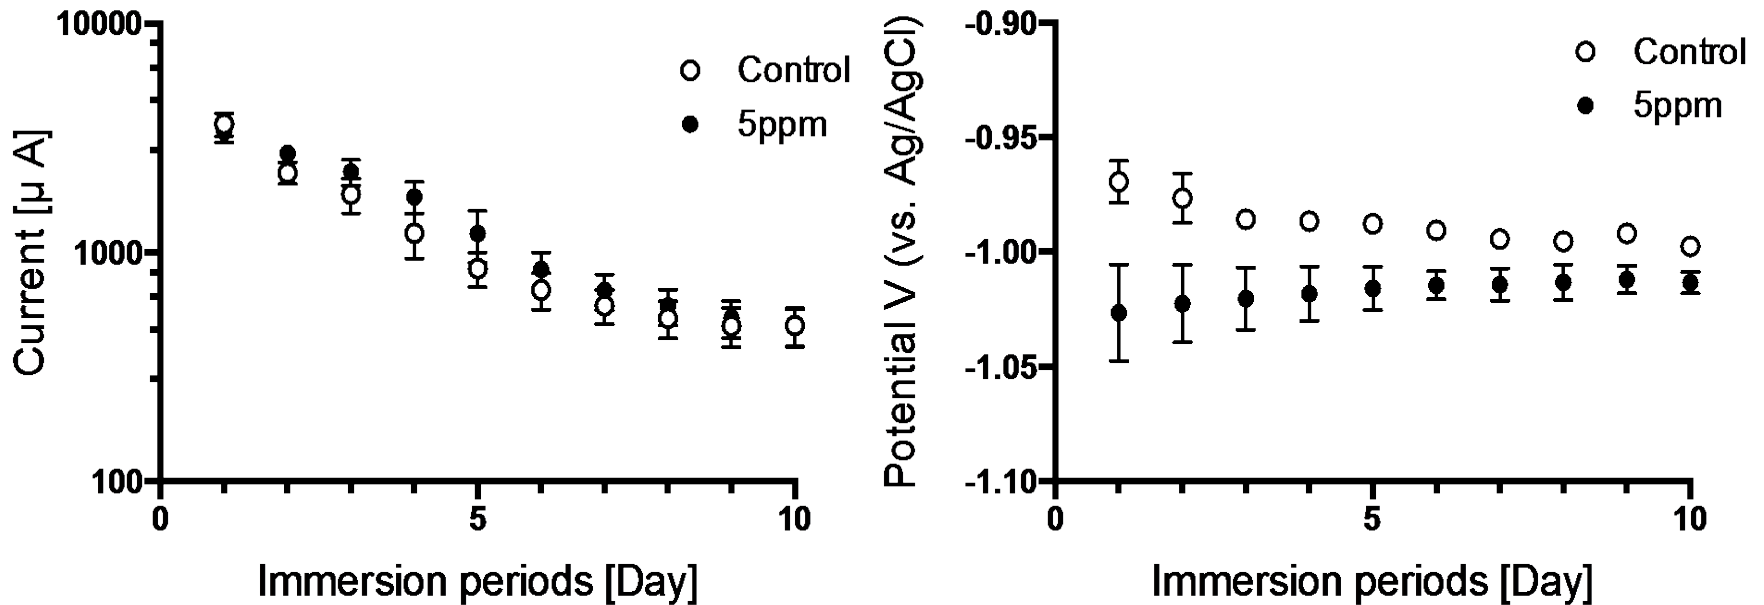 10000
1000
100
0
5
10
Current [μ A]
Immersion periods [Day]
Control
5ppm
-0.90
-0.95
-1.00
-1.05
-1.10
0
5
10
Potential V (vs. Ag/AgCl)
Immersion periods [Day]
Control
5ppm